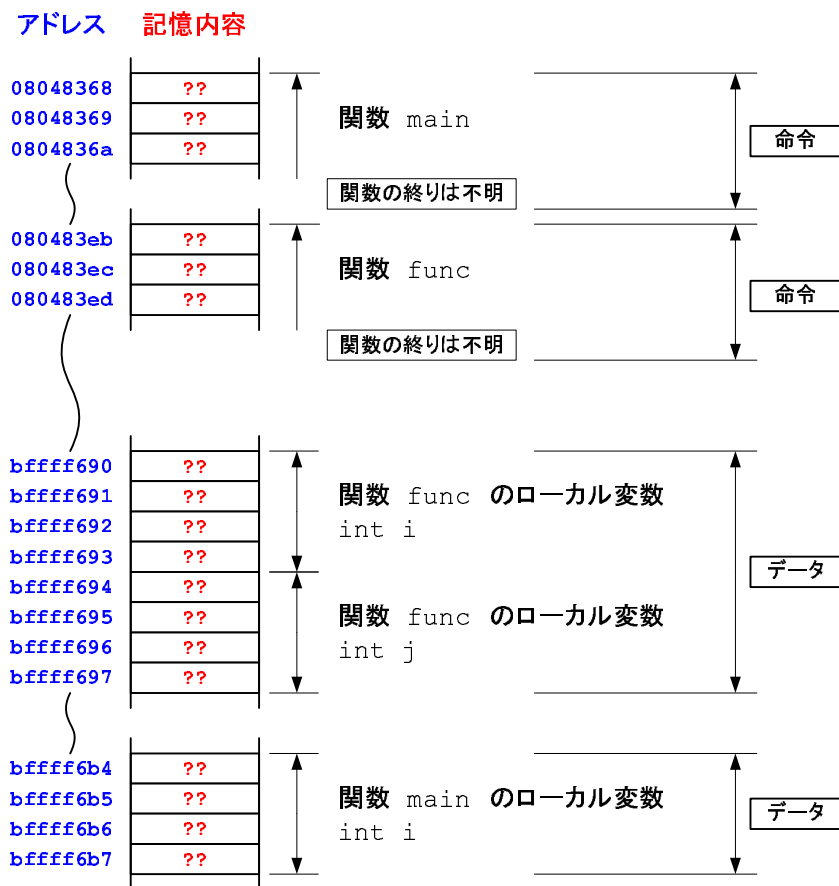 アドレス 記憶内容
08048368 ??
08048369 ?? 関数 main
0804836a ?? 命令
関数の終りは不明
080483eb ??
080483ec ?? 関数 func
080483ed ?? 命令
関数の終りは不明
bffff690 ??
bffff691 ?? 関数 func のローカル変数
bffff692 ?? int i
bffff693 ??
データ
bffff694 ??
bffff695 ?? 関数 func のローカル変数
bffff696 ?? int j
bffff697 ??
bffff6b4 ??
bffff6b5 ?? 関数 main のローカル変数
データ
bffff6b6 ?? int i
bffff6b7 ??